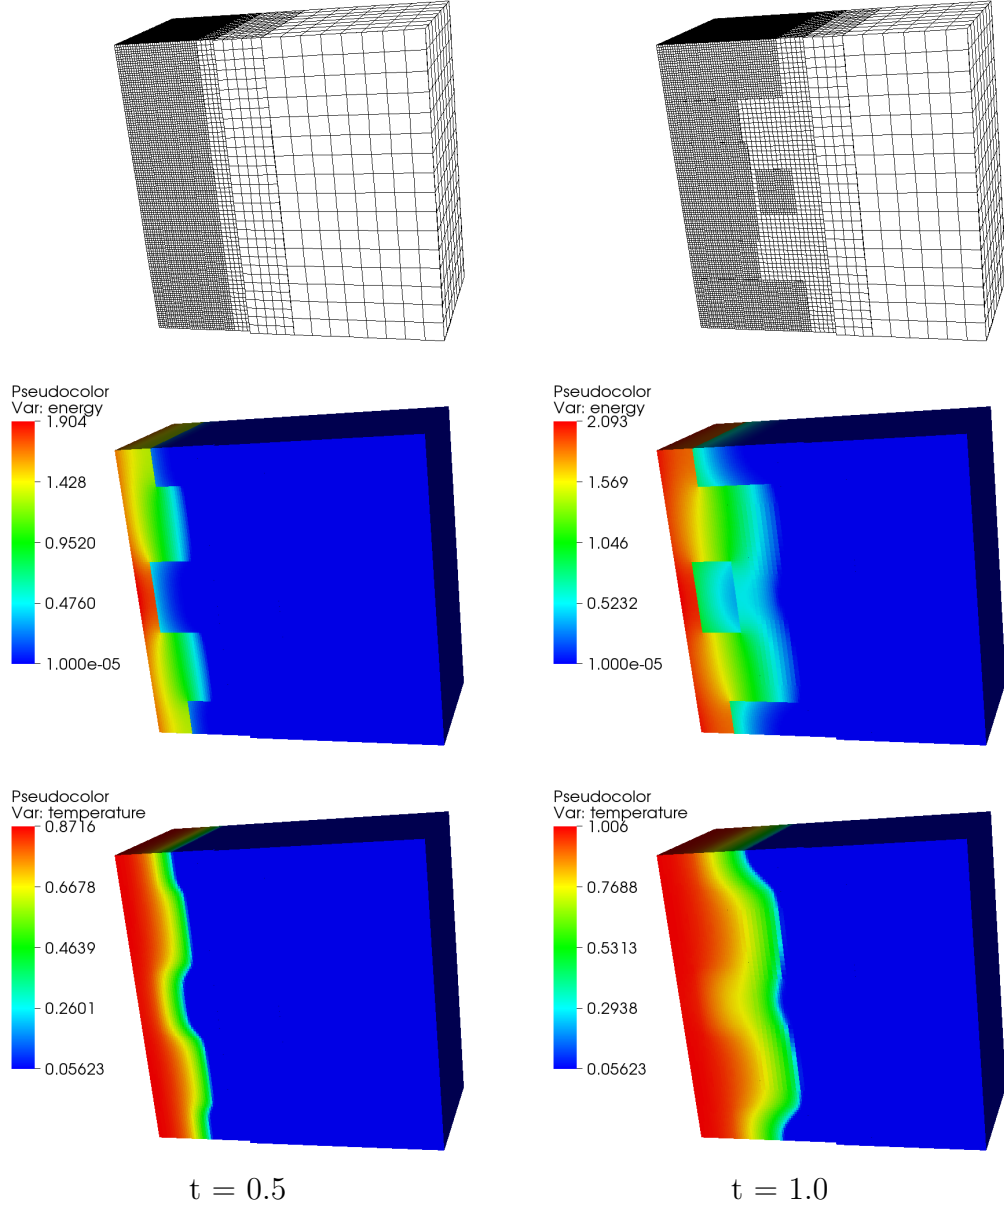 Pseudocolor
Var: energy
1.904
1.428
0.9520
0.4760
1.000e-05
Pseudocolor
Var: energy
2.093
1.569
1.046
0.5232
1.000e-05
Pseudocolor
Var: temperature
0.8716
0.6678
0.4639
0.2601
0.05623
Pseudocolor
Var: temperature
1.006
0.7688
0.5313
0.2938
0.05623
t = 0.5
t = 1.0